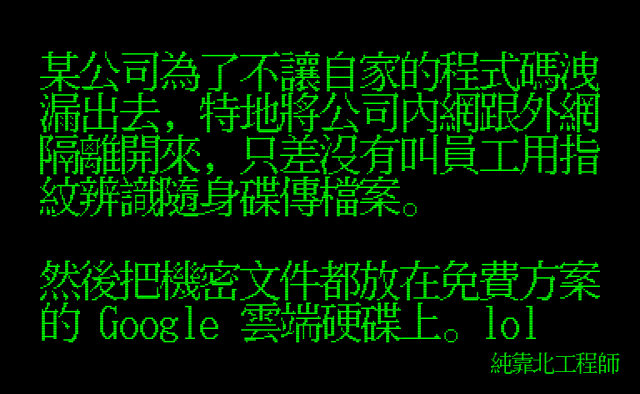 某公司為了不讓自家的程式碼洩
漏出去，特地將公司內網跟外網
隔離開來，只差沒有叫員工用指
紋辨識隨身碟傳檔案。
然後把機密文件都放在免費方案
的 Google 雲端硬碟上。lol
純靠北工程師